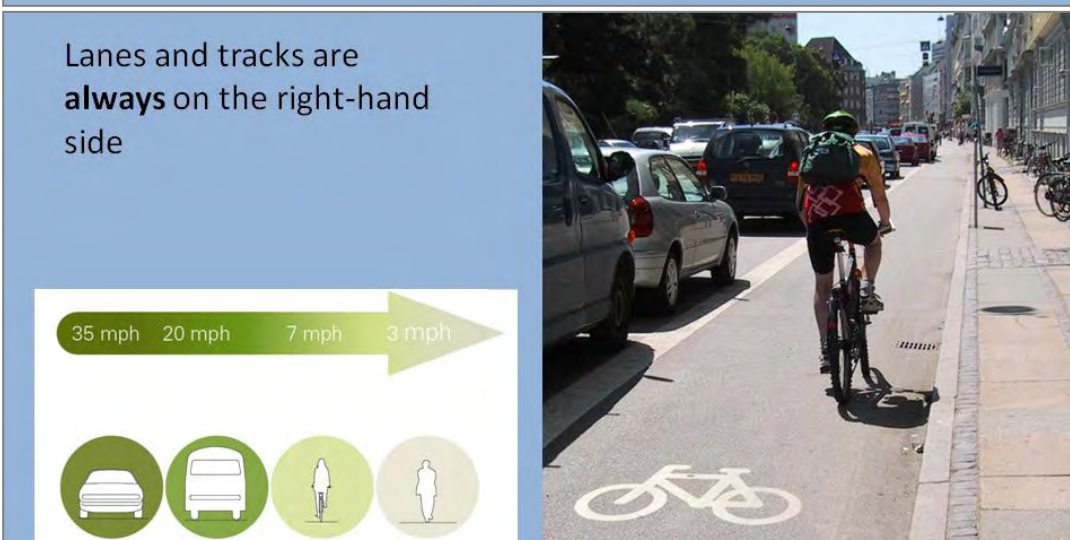 Lanes and tracks are
always on the right-hand
side
35 mph 20 mph 7 mph 3 mph